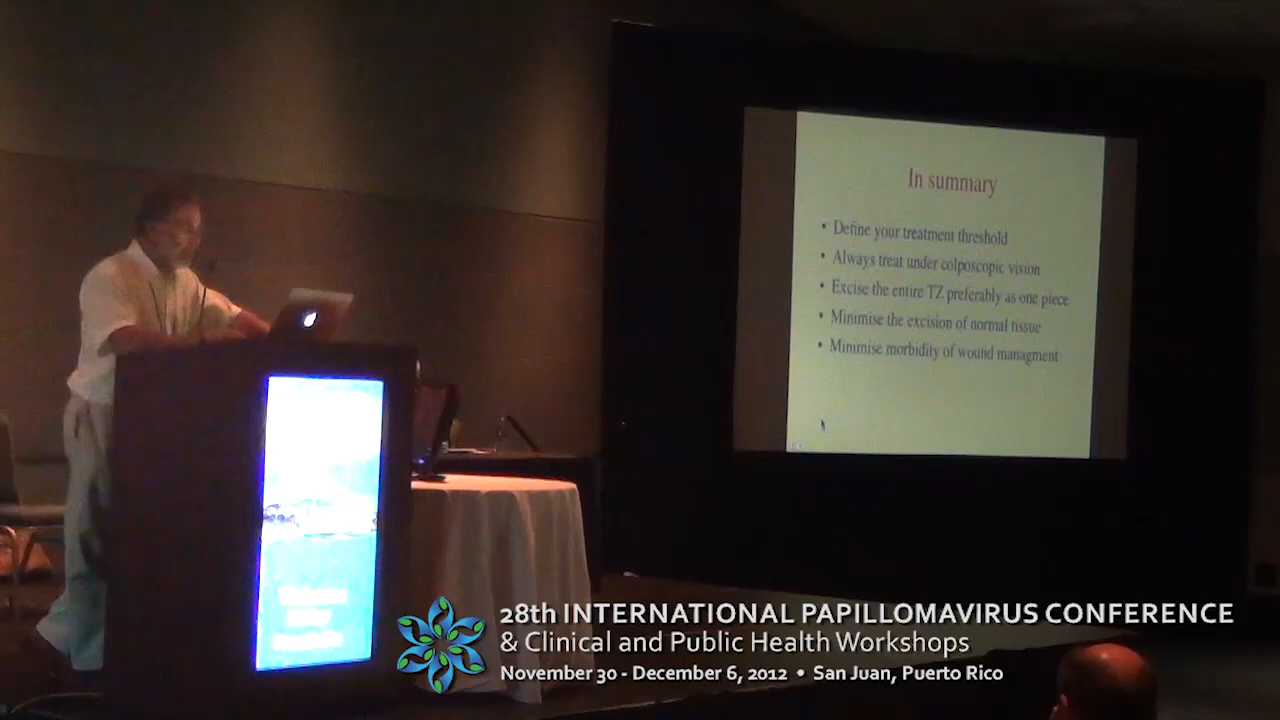 In summary
• Define your treatment threshold
• Always treat under colposcopic vision
• Excise the entire TZ preferably as one piece
• Minimise the excision of normal tissue
• Minimise morbidity of wound managment
28th INTERNATIONAL PAPILLOMAVIRUS CONFERENCE
& Clinical and Public Health Workshops
November 30 - December 6, 2012 • San Juan, Puerto Rico